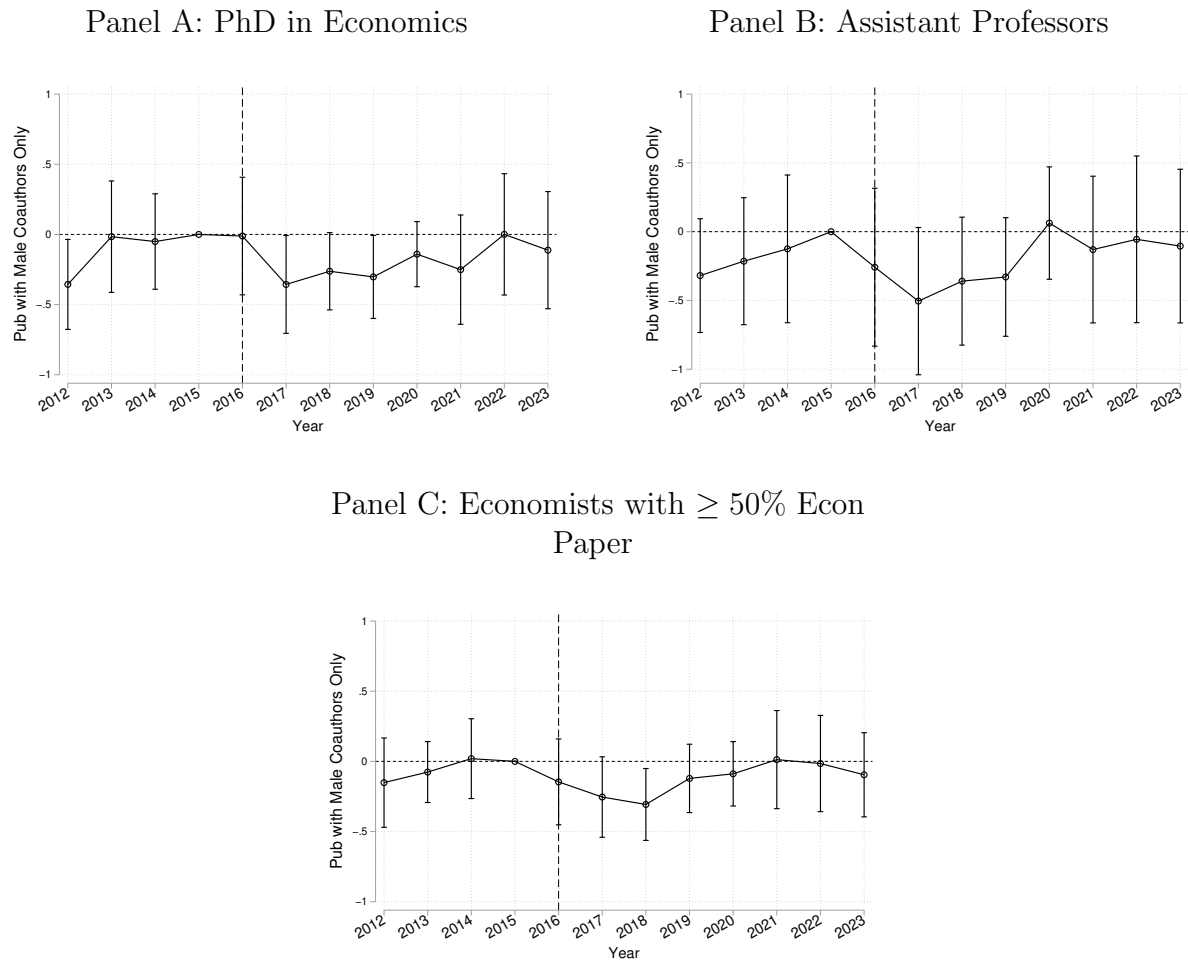 Panel A: PhD in Economics
Pub with Male Coauthors Only
1
.5
0
-.5
-1
2012 2013 2014 2015 2016 2017 2018 2019 2020 2021 2022 2023
Year
Panel B: Assistant Professors
Pub with Male Coauthors Only
1
.5
0
-.5
-1
2012 2013 2014 2015 2016 2017 2018 2019 2020 2021 2022 2023
Year
Panel C: Economists with ≥ 50% Econ
Paper
Pub with Male Coauthors Only
1
.5
0
-.5
-1
2012 2013 2014 2015 2016 2017 2018 2019 2020 2021 2022 2023
Year